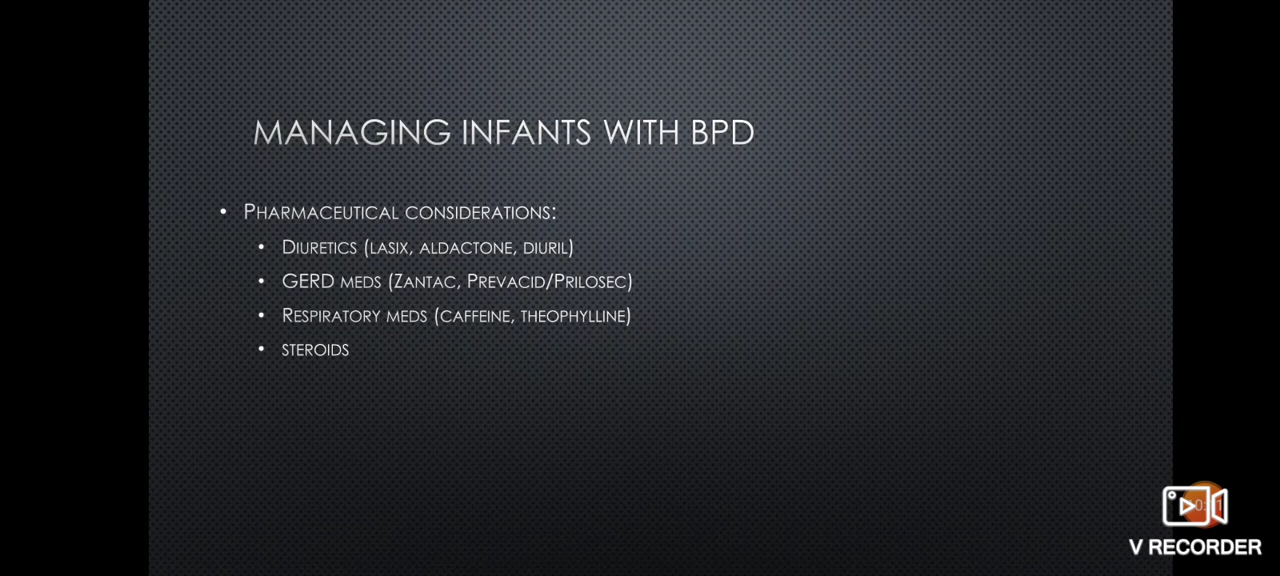 MANAGING INFANTS WITH BPD
• PHARMACEUTICAL CONSIDERATIONS:
• DIURETICS (LASIX, ALDACTONE, DIURIL)
• GERD MEDS (ZANTAC, PREVACID/PRILOSEC)
• RESPIRATORY MEDS (CAFFEINE, THEOPHYLLINE)
• STEROIDS
V RECORDER